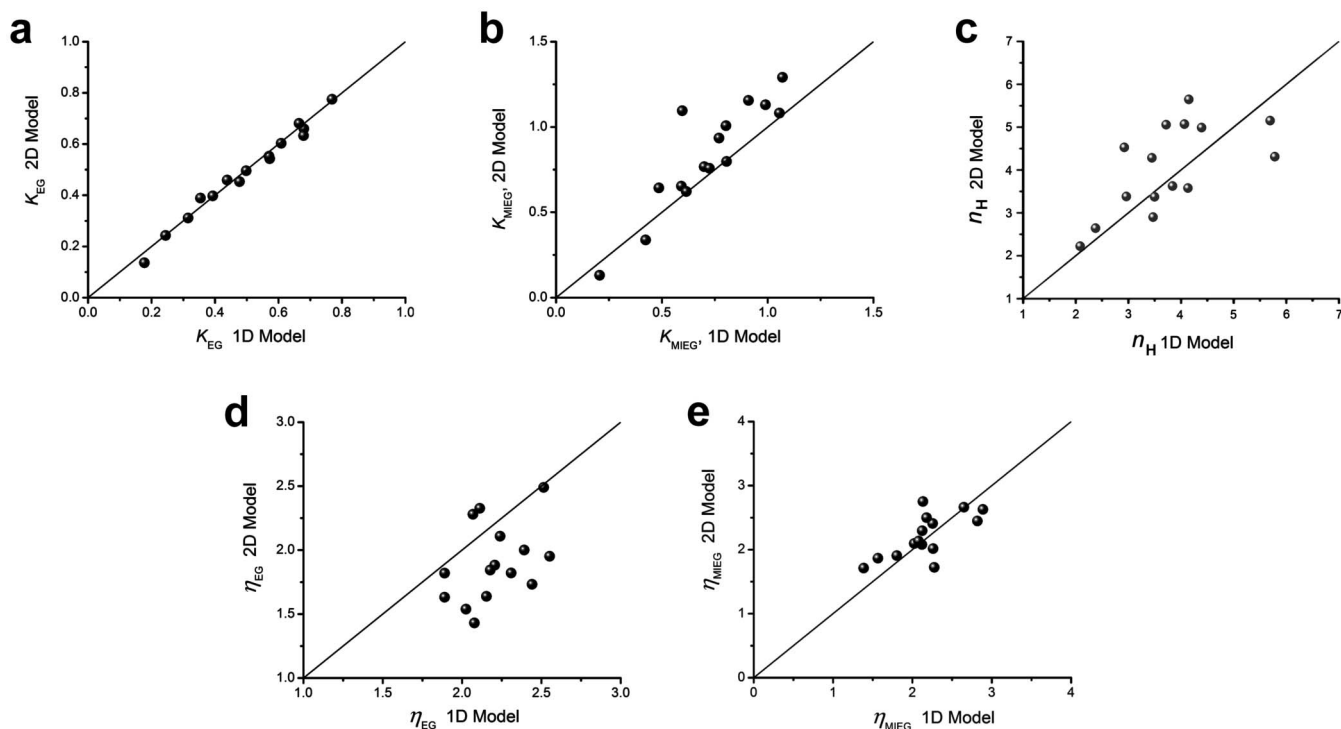 a
1.0
0.8
0.6
0.4
0.2
0.0
K_EG 2D Model
0.0 0.2 0.4 0.6 0.8 1.0
K_EG 1D Model
b
1.5
1.0
0.5
0.0
K_MIEG, 2D Model
0.0 0.5 1.0 1.5
K_MIEG, 1D Model
c
7
6
5
4
3
2
1
n_H 2D Model
1 2 3 4 5 6 7
n_H 1D Model
d
3.0
2.5
2.0
1.5
1.0
η_EG 2D Model
1.0 1.5 2.0 2.5 3.0
η_EG 1D Model
e
4
3
2
1
0
η_MIEG 2D Model
0 1 2 3 4
η_MIEG 1D Model